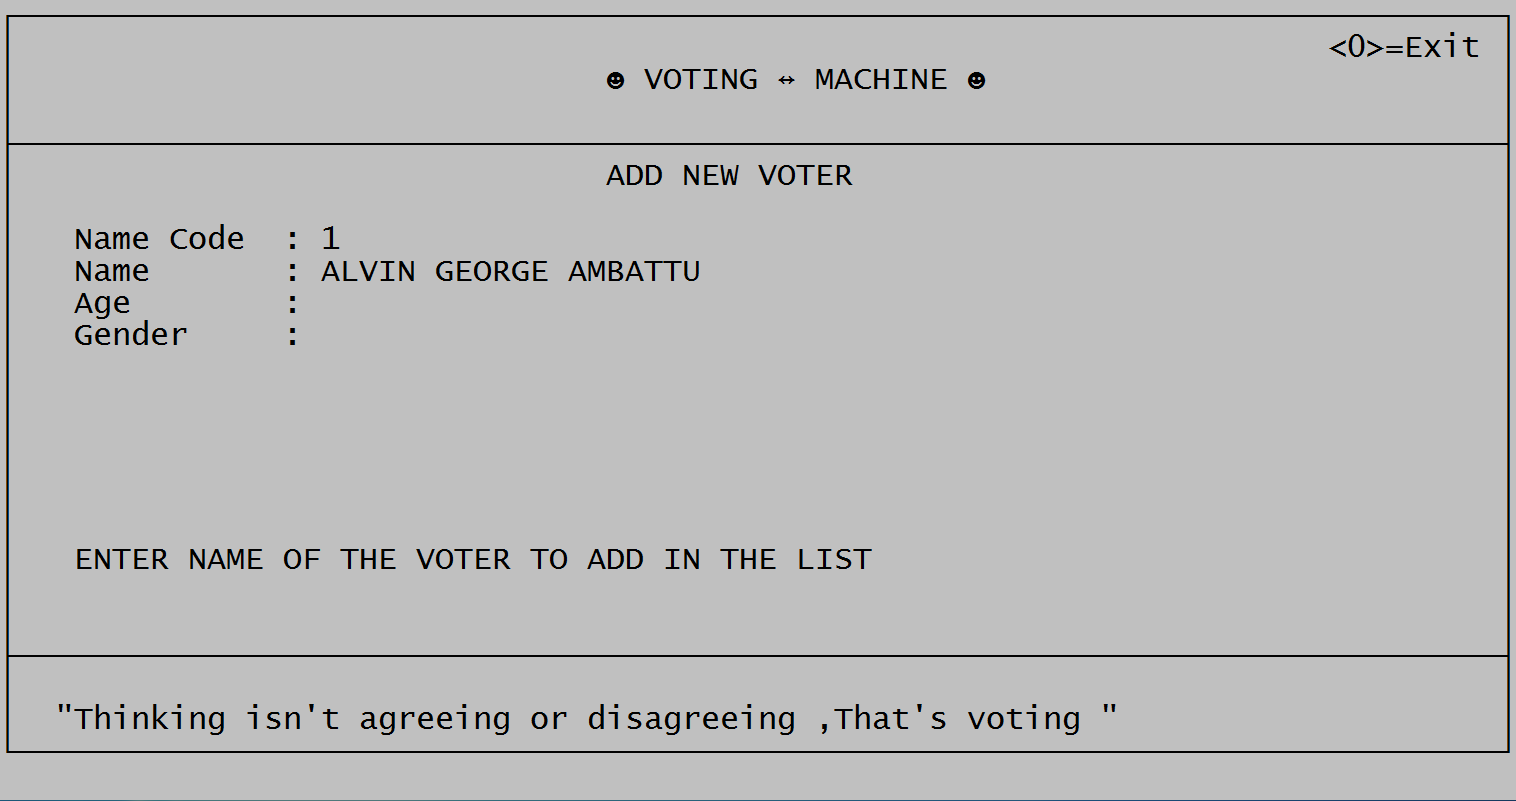 <0>=Exit
☻ VOTING ↔ MACHINE ☻
ADD NEW VOTER
Name Code : 1
Name : ALVIN GEORGE AMBATTU
Age :
Gender :
ENTER NAME OF THE VOTER TO ADD IN THE LIST
"Thinking isn't agreeing or disagreeing ,That's voting "